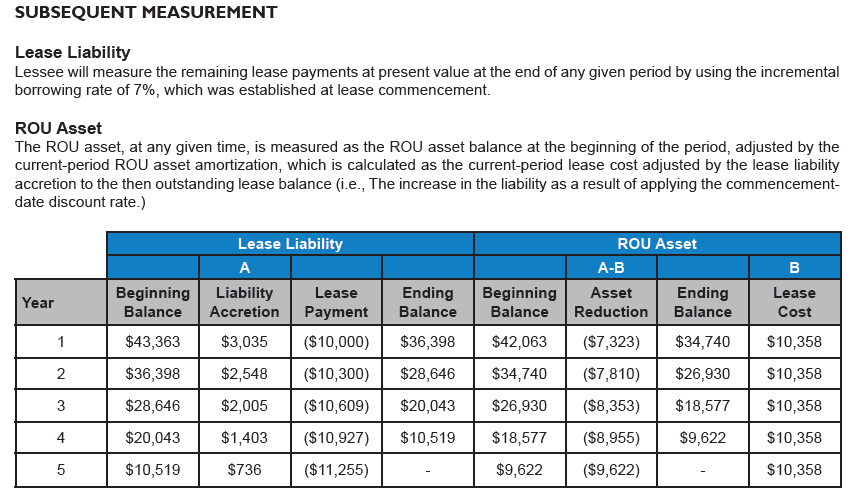 SUBSEQUENT MEASUREMENT
Lease Liability
Lessee will measure the remaining lease payments at present value at the end of any given period by using the incremental
borrowing rate of 7%, which was established at lease commencement.
ROU Asset
The ROU asset, at any given time, is measured as the ROU asset balance at the beginning of the period, adjusted by the
current-period ROU asset amortization, which is calculated as the current-period lease cost adjusted by the lease liability
accretion to the then outstanding lease balance (i.e., The increase in the liability as a result of applying the commencement-
date discount rate.)
Lease Liability ROU Asset
A A-B B
Year Beginning Balance Liability Accretion Lease Payment Ending Balance Beginning Balance Asset Reduction Ending Balance Lease Cost
1 $43,363 $3,035 ($10,000) $36,398 $42,063 ($7,323) $34,740 $10,358
2 $36,398 $2,548 ($10,300) $28,646 $34,740 ($7,810) $26,930 $10,358
3 $28,646 $2,005 ($10,609) $20,043 $26,930 ($8,353) $18,577 $10,358
4 $20,043 $1,403 ($10,927) $10,519 $18,577 ($8,955) $9,622 $10,358
5 $10,519 $736 ($11,255) - $9,622 ($9,622) - $10,358